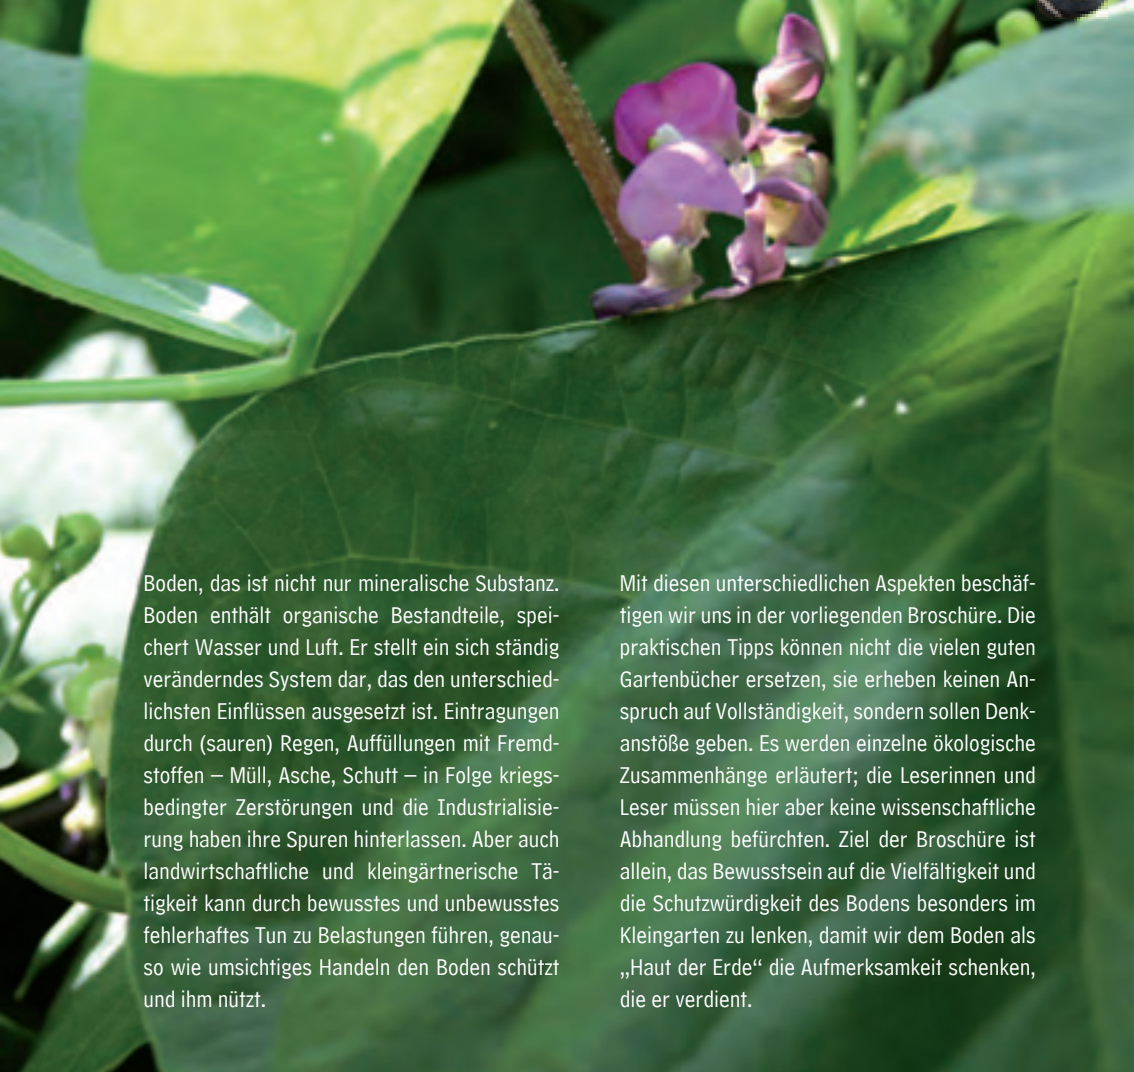 Boden, das ist nicht nur mineralische Substanz.
Boden enthält organische Bestandteile, spei-
chert Wasser und Luft. Er stellt ein sich ständig
veränderndes System dar, das den unterschied-
lichsten Einflüssen ausgesetzt ist. Eintragungen
durch (sauren) Regen, Auffüllungen mit Fremd-
stoffen – Müll, Asche, Schutt – in Folge kriegs-
bedingter Zerstörungen und die Industrialisie-
rung haben ihre Spuren hinterlassen. Aber auch
landwirtschaftliche und kleingärtnerische Tä-
tigkeit kann durch bewusstes und unbewusstes
fehlerhaftes Tun zu Belastungen führen, genau-
so wie umsichtiges Handeln den Boden schützt
und ihm nützt.
Mit diesen unterschiedlichen Aspekten beschäf-
tigen wir uns in der vorliegenden Broschüre. Die
praktischen Tipps können nicht die vielen guten
Gartenbücher ersetzen, sie erheben keinen An-
spruch auf Vollständigkeit, sondern sollen Denk-
anstöße geben. Es werden einzelne ökologische
Zusammenhänge erläutert; die Leserinnen und
Leser müssen hier aber keine wissenschaftliche
Abhandlung befürchten. Ziel der Broschüre ist
allein, das Bewusstsein auf die Vielfältigkeit und
die Schutzwürdigkeit des Bodens besonders im
Kleingarten zu lenken, damit wir dem Boden als
„Haut der Erde“ die Aufmerksamkeit schenken,
die er verdient.